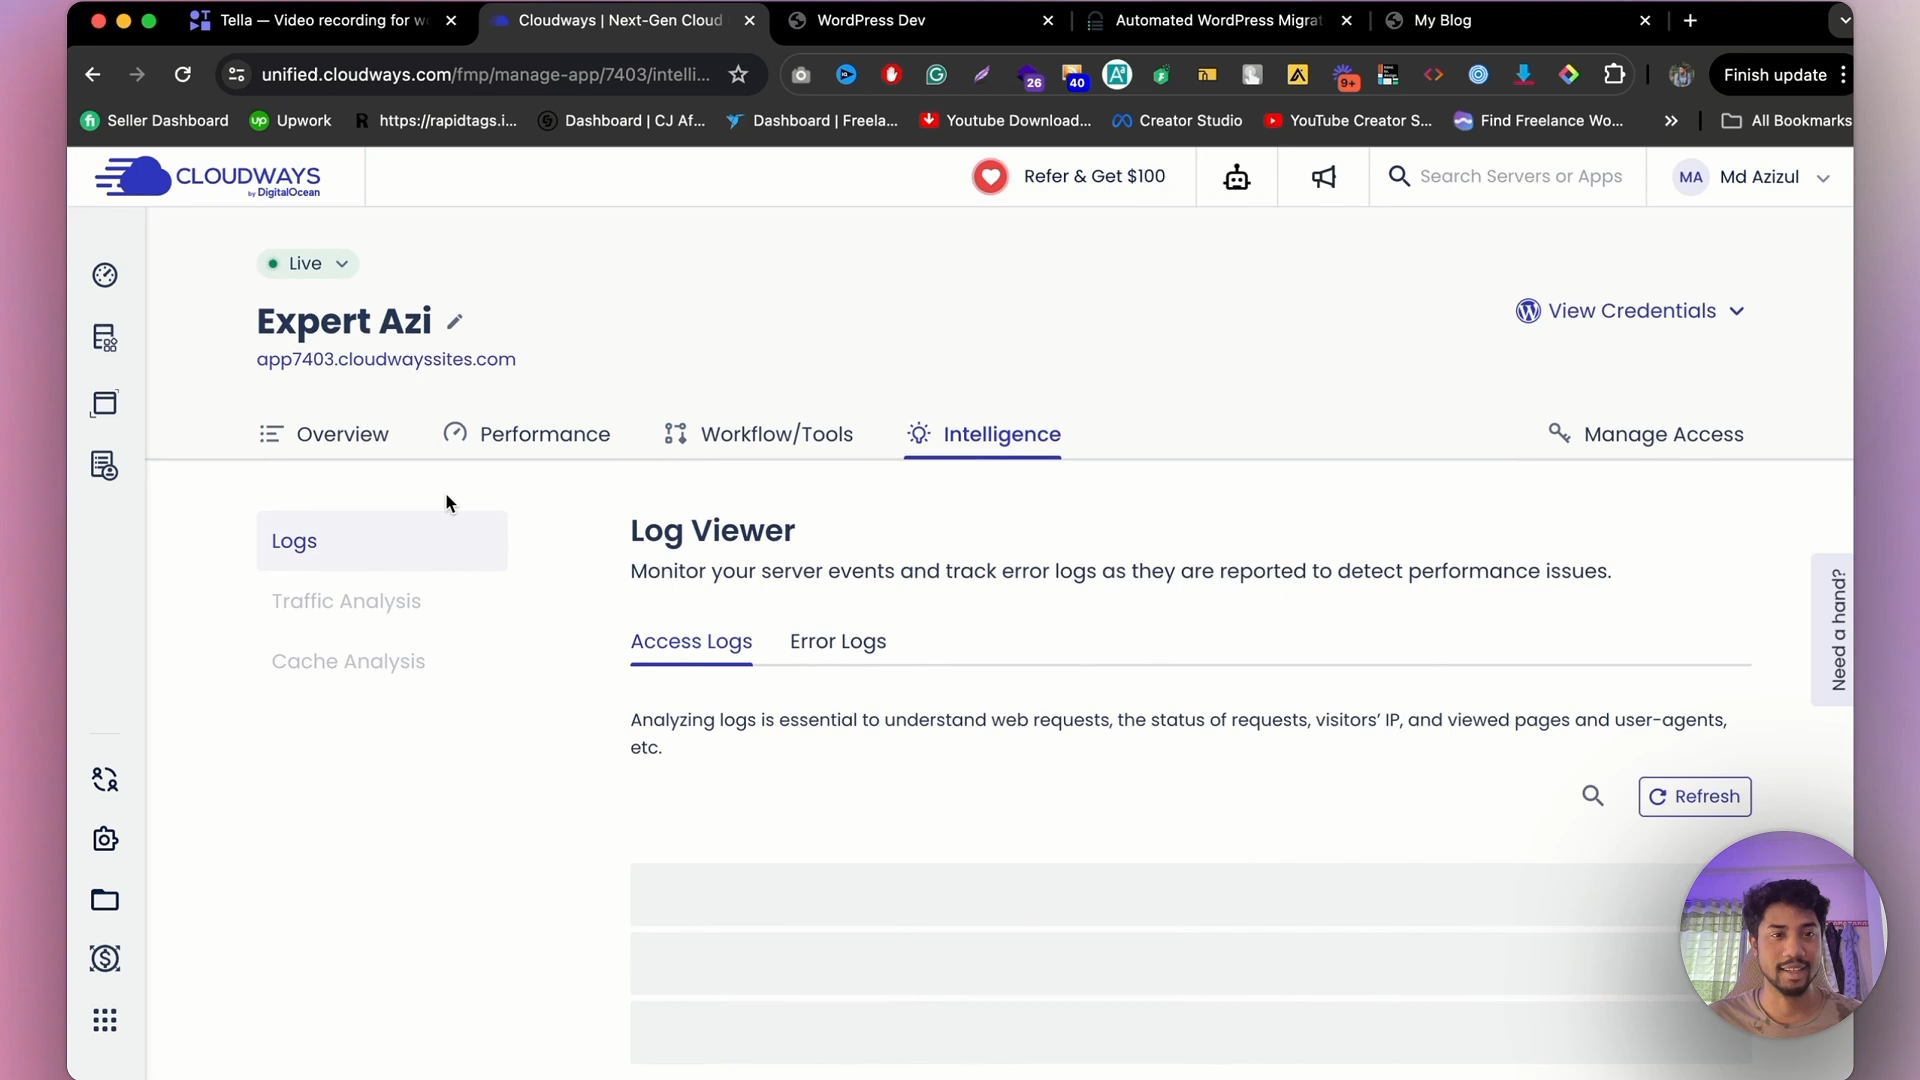 Tella — Video recording for w
Cloudways | Next-Gen Cloud
WordPress Dev
Automated WordPress Migrat
My Blog
unified.cloudways.com/fmp/manage-app/7403/intelli...
26
40
9+
Finish update
Seller Dashboard
Upwork
https://rapidtags.i...
Dashboard | CJ Af...
Dashboard | Freela...
Youtube Download...
Creator Studio
YouTube Creator S...
Find Freelance Wo...
All Bookmarks
CLOUDWAYS
by DigitalOcean
Refer & Get $100
Search Servers or Apps
MA
Md Azizul
Live
Expert Azi
app7403.cloudwayssites.com
View Credentials
Overview
Performance
Workflow/Tools
Intelligence
Manage Access
Logs
Traffic Analysis
Cache Analysis
Log Viewer
Monitor your server events and track error logs as they are reported to detect performance issues.
Access Logs
Error Logs
Analyzing logs is essential to understand web requests, the status of requests, visitors' IP, and viewed pages and user-agents,
etc.
Refresh
Need a hand?